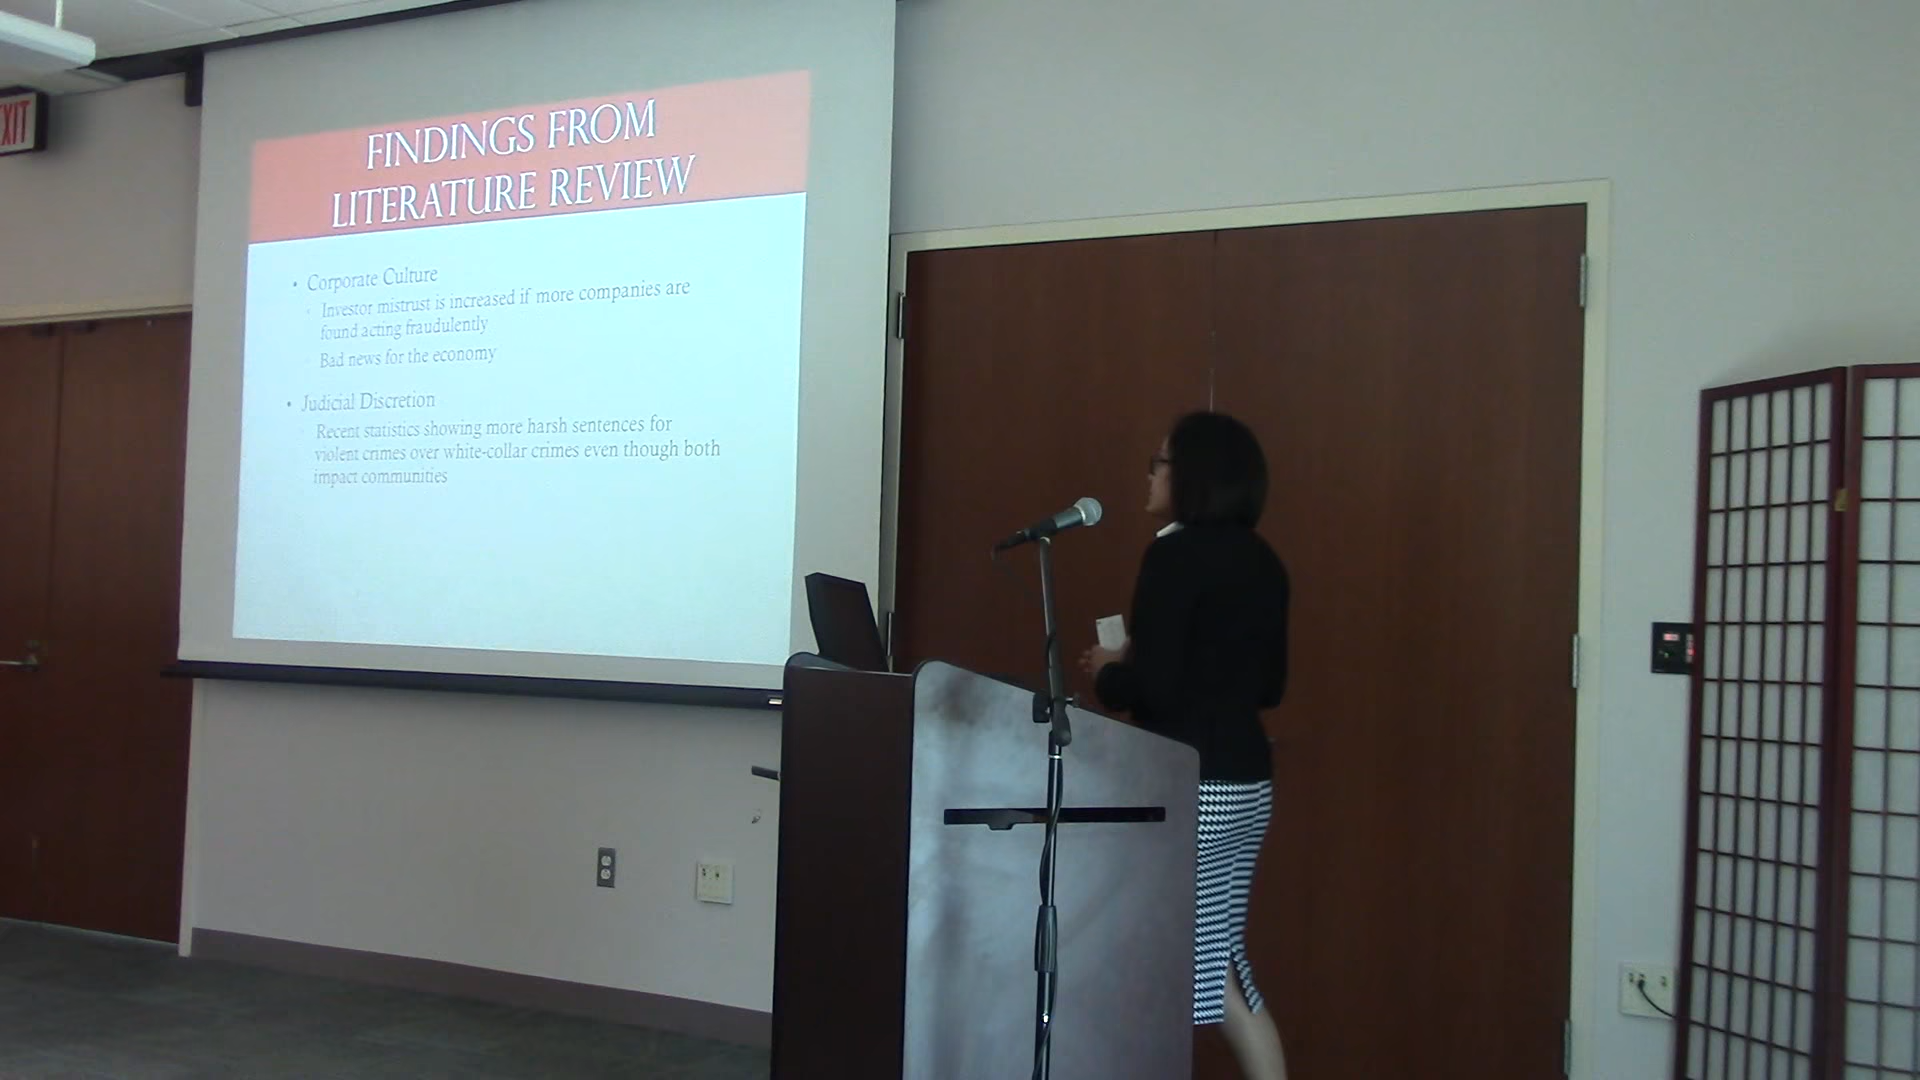 EXIT
FINDINGS FROM
LITERATURE REVIEW
• Corporate Culture
Investor mistrust is increased if more companies are
found acting fraudulently
Bad news for the economy
• Judicial Discretion
Recent statistics showing more harsh sentences for
violent crimes over white-collar crimes even though both
impact communities